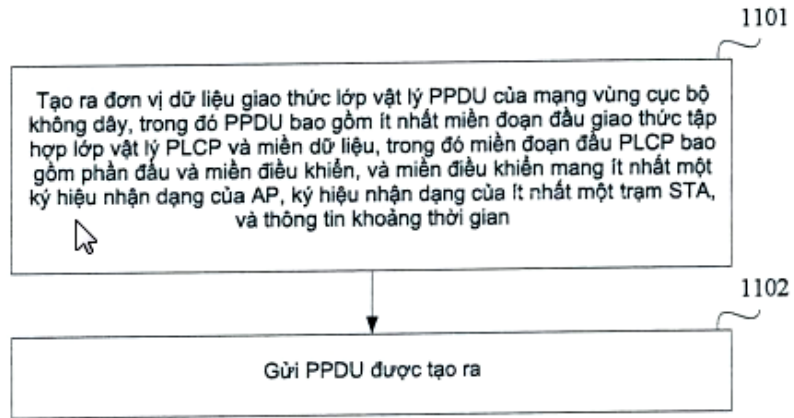 1101
Tạo ra đơn vị dữ liệu giao thức lớp vật lý PPDU của mạng vùng cục bộ
không dây, trong đó PPDU bao gồm ít nhất miền đoạn đầu giao thức tập
hợp lớp vật lý PLCP và miền dữ liệu, trong đó miền đoạn đầu PLCP bao
gồm phần đầu và miền điều khiển, và miền điều khiển mang ít nhất một
ký hiệu nhận dạng của AP, ký hiệu nhận dạng của ít nhất một trạm STA,
và thông tin khoảng thời gian
1102
Gửi PPDU được tạo ra